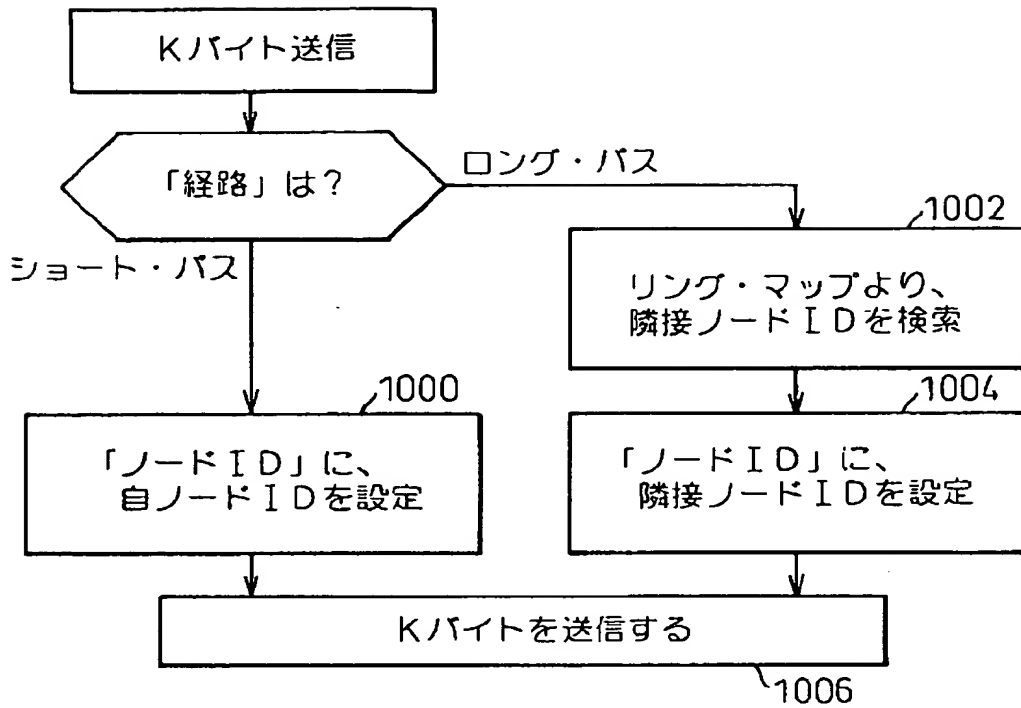 Kバイト送信
「経路」は?
ロング・パス
ショート・パス
1002
リング・マップより、
隣接ノードIDを検索
1000
「ノードID」に、
自ノードIDを設定
1004
「ノードID」に、
隣接ノードIDを設定
Kバイトを送信する
1006